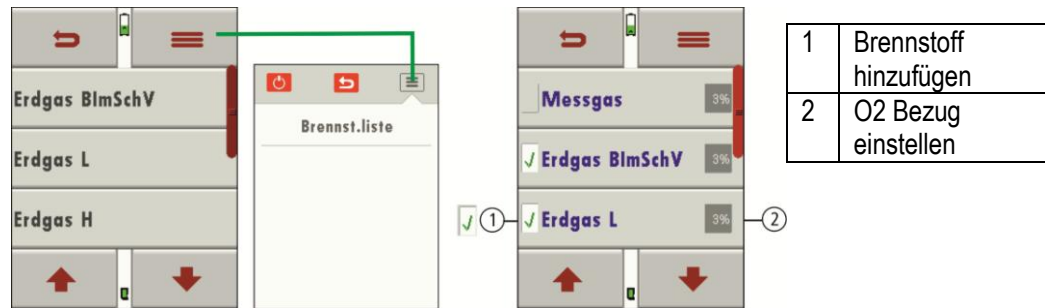 Erdgas BImSchV
Erdgas L
Erdgas H
Brennst.liste
Messgas 3%
Erdgas BImSchV 3%
1 Erdgas L 3% 2
1 Brennstoff
hinzufügen
2 O2 Bezug
einstellen